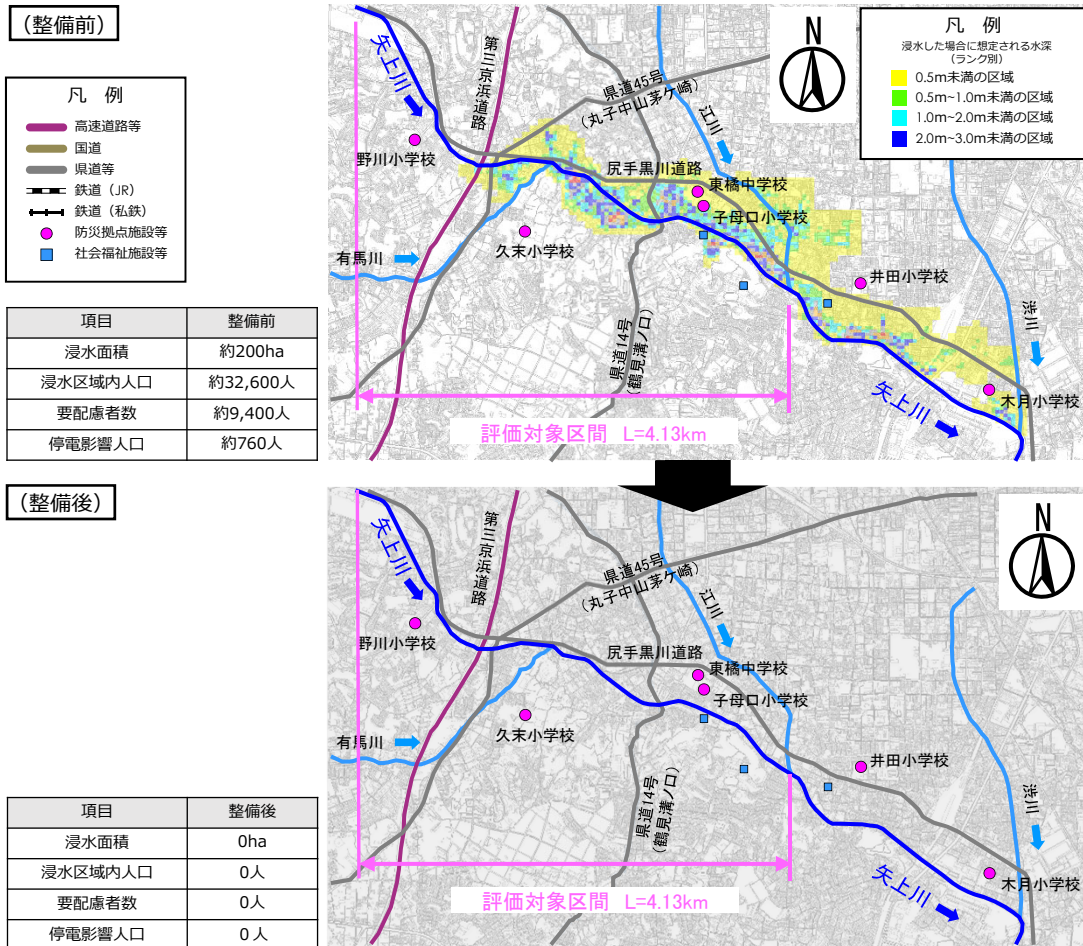 (整備前)
凡 例
高速道路等
国道
県道等
鉄道（JR）
鉄道（私鉄）
防災拠点施設等
社会福祉施設等
項目 整備前
浸水面積 約200ha
浸水区域内人口 約32,600人
要配慮者数 約9,400人
停電影響人口 約760人
矢上川
野川小学校
第三京浜道路
県道45号
（丸子中山茅ケ崎）
江川
尻手黒川道路
東橘中学校
子母口小学校
久末小学校
有馬川
井田小学校
県道14号
（鶴見溝ノ口）
渋川
木月小学校
矢上川
評価対象区間 L=4.13km
N
凡 例
浸水した場合に想定される水深
(ランク別)
0.5m未満の区域
0.5m~1.0m未満の区域
1.0m~2.0m未満の区域
2.0m~3.0m未満の区域
(整備後)
項目 整備後
浸水面積 0ha
浸水区域内人口 0人
要配慮者数 0人
停電影響人口 0人
矢上川
野川小学校
第三京浜道路
県道45号
（丸子中山茅ケ崎）
江川
尻手黒川道路
東橘中学校
子母口小学校
久末小学校
有馬川
井田小学校
県道14号
（鶴見溝ノ口）
渋川
木月小学校
矢上川
評価対象区間 L=4.13km
N